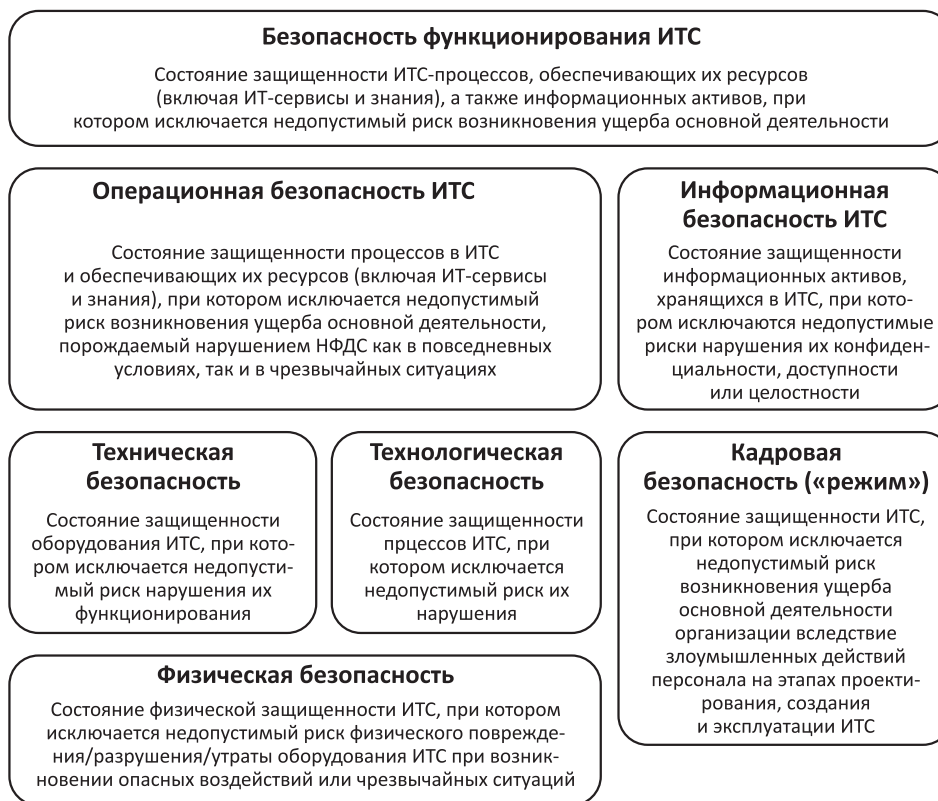 Безопасность функционирования ИТС
Состояние защищенности ИТС-процессов, обеспечивающих их ресурсов
(включая ИТ-сервисы и знания), а также информационных активов, при
котором исключается недопустимый риск возникновения ущерба основной деятельности
Операционная безопасность ИТС
Состояние защищенности процессов в ИТС
и обеспечивающих их ресурсов (включая ИТ-сервисы
и знания), при котором исключается недопустимый
риск возникновения ущерба основной деятельности,
порождаемый нарушением НФДС как в повседневных
условиях, так и в чрезвычайных ситуациях
Информационная
безопасность ИТС
Состояние защищенности
информационных активов,
хранящихся в ИТС, при кото-
ром исключаются недопустимые
риски нарушения их конфиден-
циальности, доступности
или целостности
Техническая
безопасность
Состояние защищенности
оборудования ИТС, при кото-
ром исключается недопусти-
мый риск нарушения их
функционирования
Технологическая
безопасность
Состояние защищенности
прцессов ИТС, при
котором исключается
недопустимый риск их
нарушения
Кадровая
безопасность («режим»)
Состояние защищенности ИТС,
при котором исключается
недопустимый риск
возникновения ущерба
основной деятельности
организации вследствие
злоумышленных действий
персонала на этапах проекти-
рования, создания
и эксплуатации ИТС
Физическая безопасность
Состояние физической защищенности ИТС, при котором
исключается недопустимый риск физического поврежде-
ния/разрушения/утраты оборудования ИТС при возник-
новении опасных воздействий или чрезвычайных ситуаций